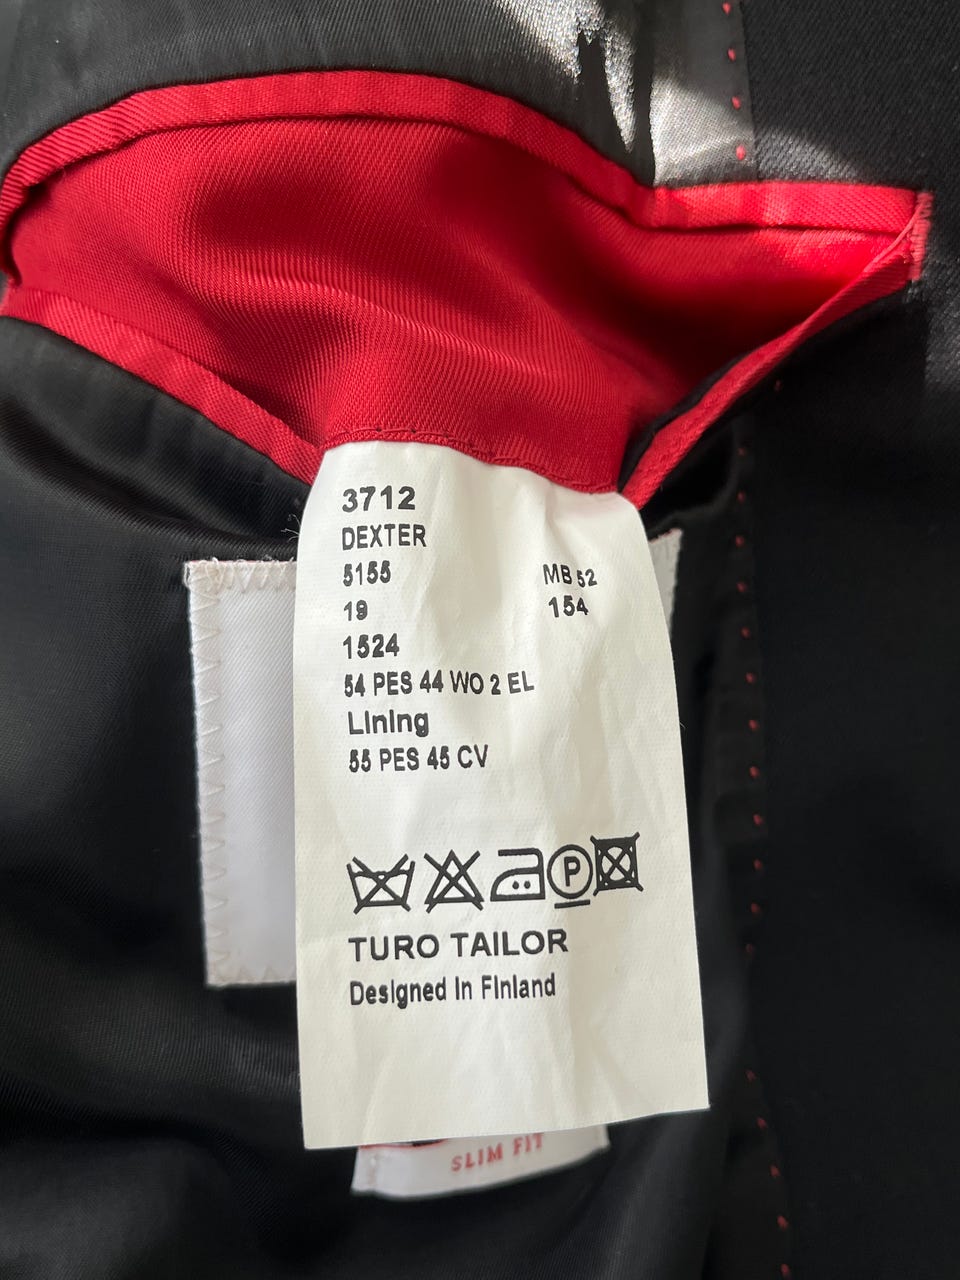 3712
DEXTER
5155 MB 52
19 154
1524
54 PES 44 WO 2 EL
Lining
55 PES 45 CV
P
TURO TAILOR
Designed in Finland
SLIM FIT